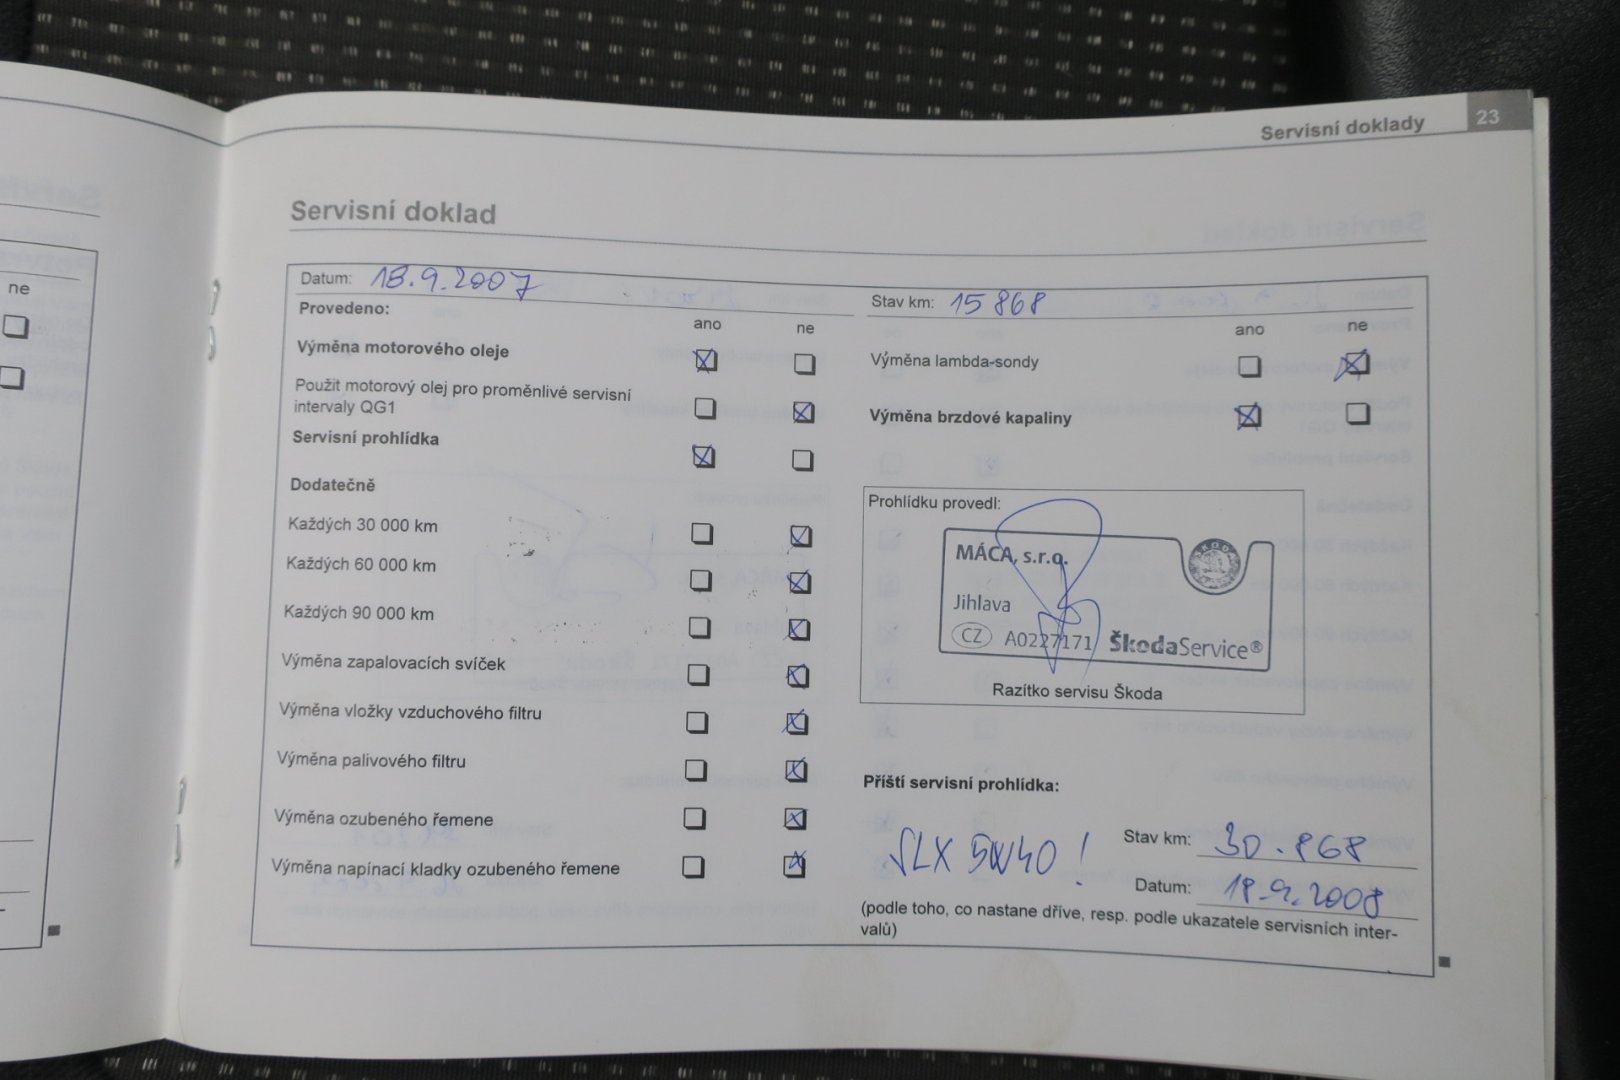 Servisní doklady 23
Servisní doklad
ne
Datum: 18.9.2007
Provedeno:
ano ne
Výměna motorového oleje
Použit motorový olej pro proměnlivé servisní
intervaly QG1
Servisní prohlídka
Dodatečně
Každých 30 000 km
Každých 60 000 km
Každých 90 000 km
Výměna zapalovacích svíček
Výměna vložky vzduchového filtru
Výměna palivového filtru
Výměna ozubeného řemene
Výměna napínací kladky ozubeného řemene
Stav km: 15 868
ano ne
Výměna lambda-sondy
Výměna brzdové kapaliny
Prohlídku provedl:
MÁCA, s.r.o.
Jihlava
CZ A0227171 ŠkodaService®
Razítko servisu Škoda
Příští servisní prohlídka:
SLX 5W40 !
Stav km: 30.868
Datum: 18.9.2008
(podle toho, co nastane dříve, resp. podle ukazatele servisních inter-
valů)